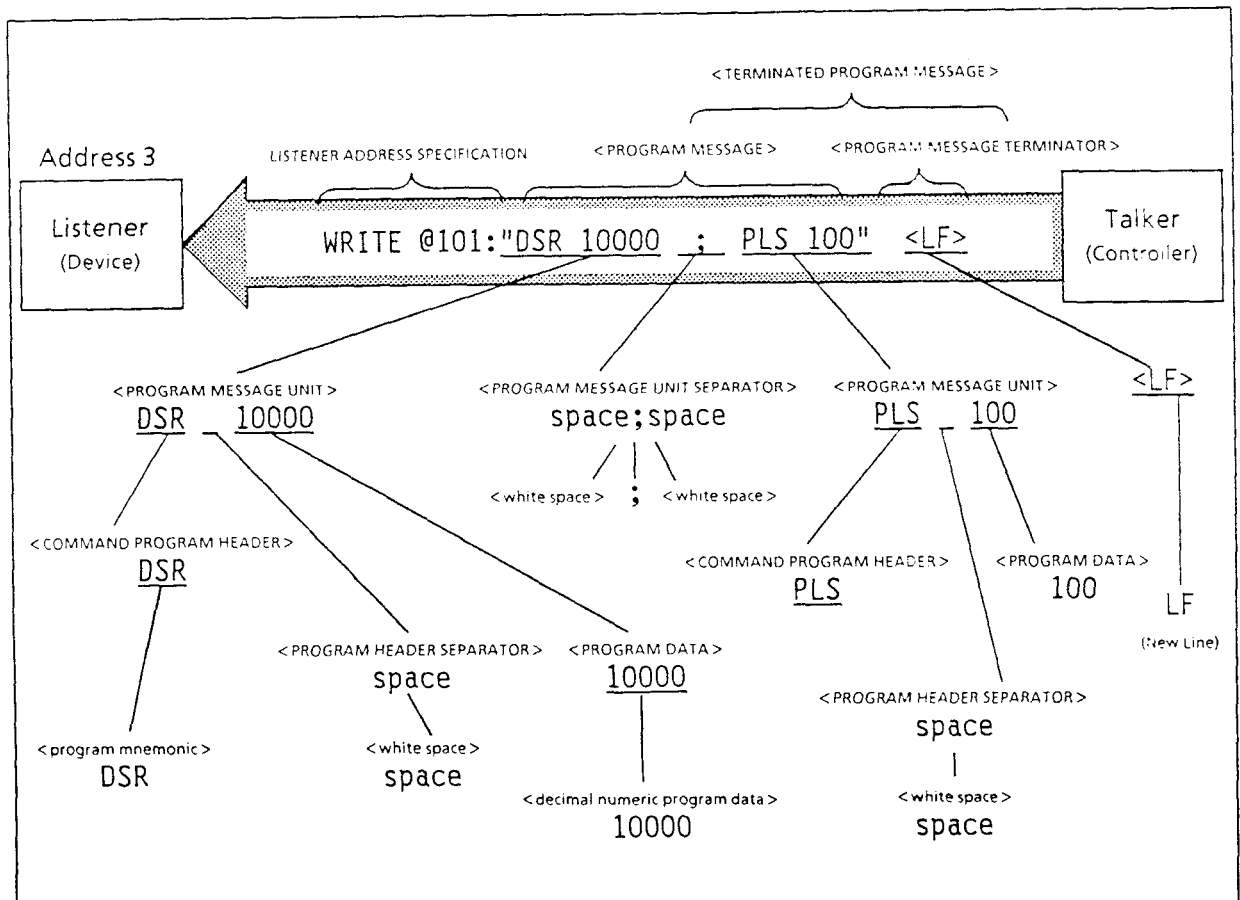 <TERMINATED PROGRAM MESSAGE>
Address 3
LISTENER ADDRESS SPECIFICATION
<PROGRAM MESSAGE>
<PROGRAM MESSAGE TERMINATOR>
Listener
(Device)
WRITE @101:"DSR 10000 ; PLS 100" <LF>
Talker
(Controller)
<PROGRAM MESSAGE UNIT>
DSR 10000
<PROGRAM MESSAGE UNIT SEPARATOR>
space;space
<PROGRAM MESSAGE UNIT>
PLS 100
<LF>
<white space> ; <white space>
<COMMAND PROGRAM HEADER>
DSR
<COMMAND PROGRAM HEADER>
PLS
<PROGRAM DATA>
100
LF
(New Line)
<PROGRAM HEADER SEPARATOR>
space
<PROGRAM DATA>
10000
<PROGRAM HEADER SEPARATOR>
space
<program mnemonic>
DSR
<white space>
space
<decimal numeric program data>
10000
<white space>
space